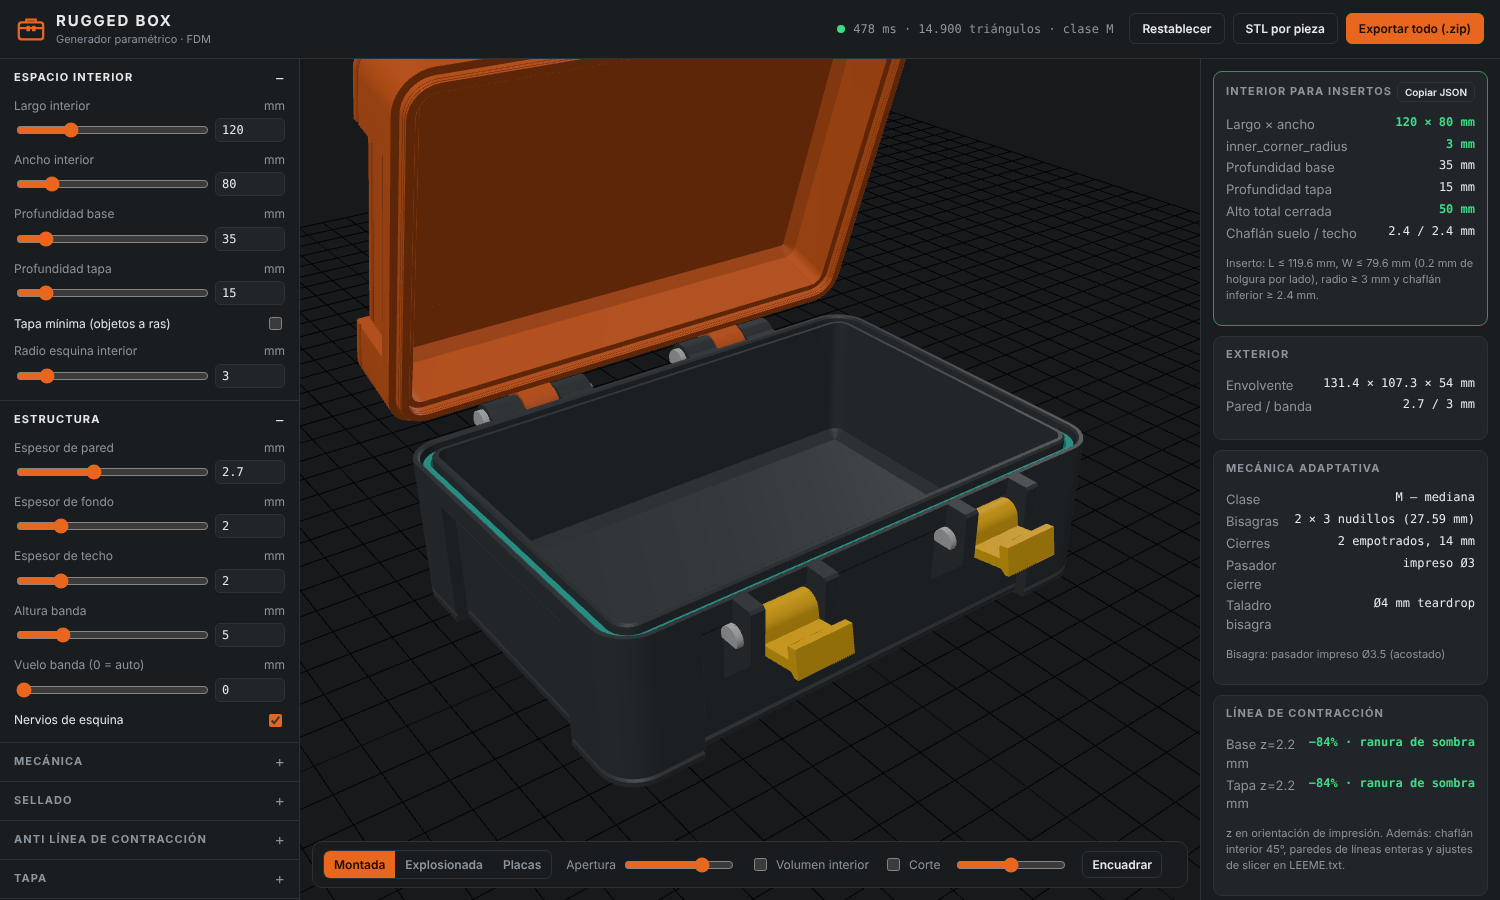 RUGGED BOX
Generador paramétrico · FDM
478 ms · 14.900 triángulos · clase M
Restablecer
STL por pieza
Exportar todo (.zip)
ESPACIO INTERIOR −
Largo interior mm
120
Ancho interior mm
80
Profundidad base mm
35
Profundidad tapa mm
15
Tapa mínima (objetos a ras)
Radio esquina interior mm
3
ESTRUCTURA −
Espesor de pared mm
2.7
Espesor de fondo mm
2
Espesor de techo mm
2
Altura banda mm
5
Vuelo banda (0 = auto) mm
0
Nervios de esquina
MECÁNICA +
SELLADO +
ANTI LÍNEA DE CONTRACCIÓN +
TAPA +
Montada Explosionada Placas Apertura Volumen interior Corte Encuadrar
INTERIOR PARA INSERTOS Copiar JSON
Largo × ancho 120 × 80 mm
inner_corner_radius 3 mm
Profundidad base 35 mm
Profundidad tapa 15 mm
Alto total cerrada 50 mm
Chaflán suelo / techo 2.4 / 2.4 mm
Inserto: L ≤ 119.6 mm, W ≤ 79.6 mm (0.2 mm de
holgura por lado), radio ≥ 3 mm y chaflán
inferior ≥ 2.4 mm.
EXTERIOR
Envolvente 131.4 × 107.3 × 54 mm
Pared / banda 2.7 / 3 mm
MECÁNICA ADAPTATIVA
Clase M — mediana
Bisagras 2 × 3 nudillos (27.59 mm)
Cierres 2 empotrados, 14 mm
Pasador impreso Ø3
cierre
Taladro Ø4 mm teardrop
bisagra
Bisagra: pasador impreso Ø3.5 (acostado)
LÍNEA DE CONTRACCIÓN
Base z=2.2 −84% · ranura de sombra
mm
Tapa z=2.2 −84% · ranura de sombra
mm
z en orientación de impresión. Además: chaflán
interior 45°, paredes de líneas enteras y ajustes
de slicer en LEEME.txt.